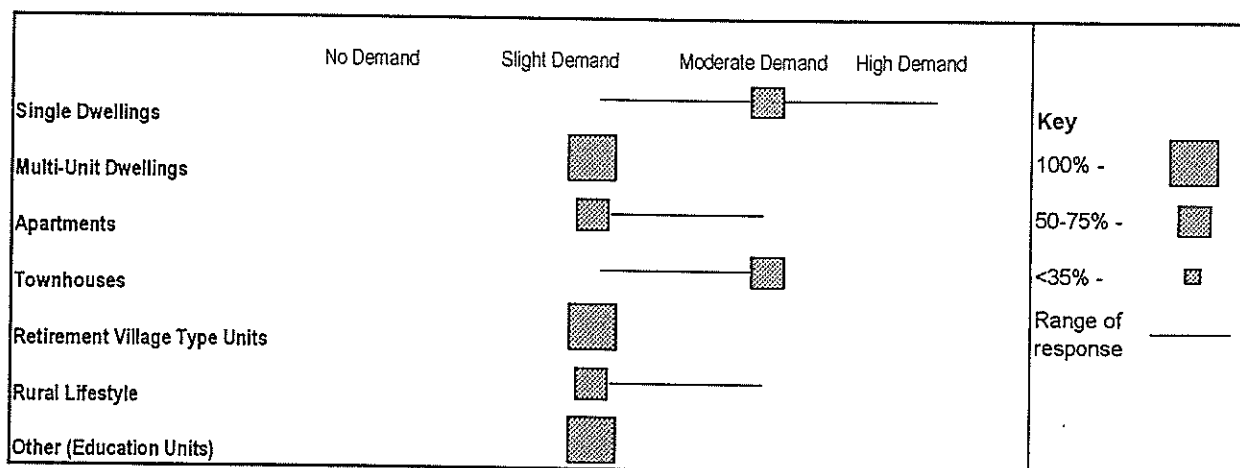 No Demand Slight Demand Moderate Demand High Demand
Single Dwellings
Multi-Unit Dwellings
Apartments
Townhouses
Retirement Village Type Units
Rural Lifestyle
Other (Education Units)
Key
100% -
50-75% -
<35% -
Range of
response